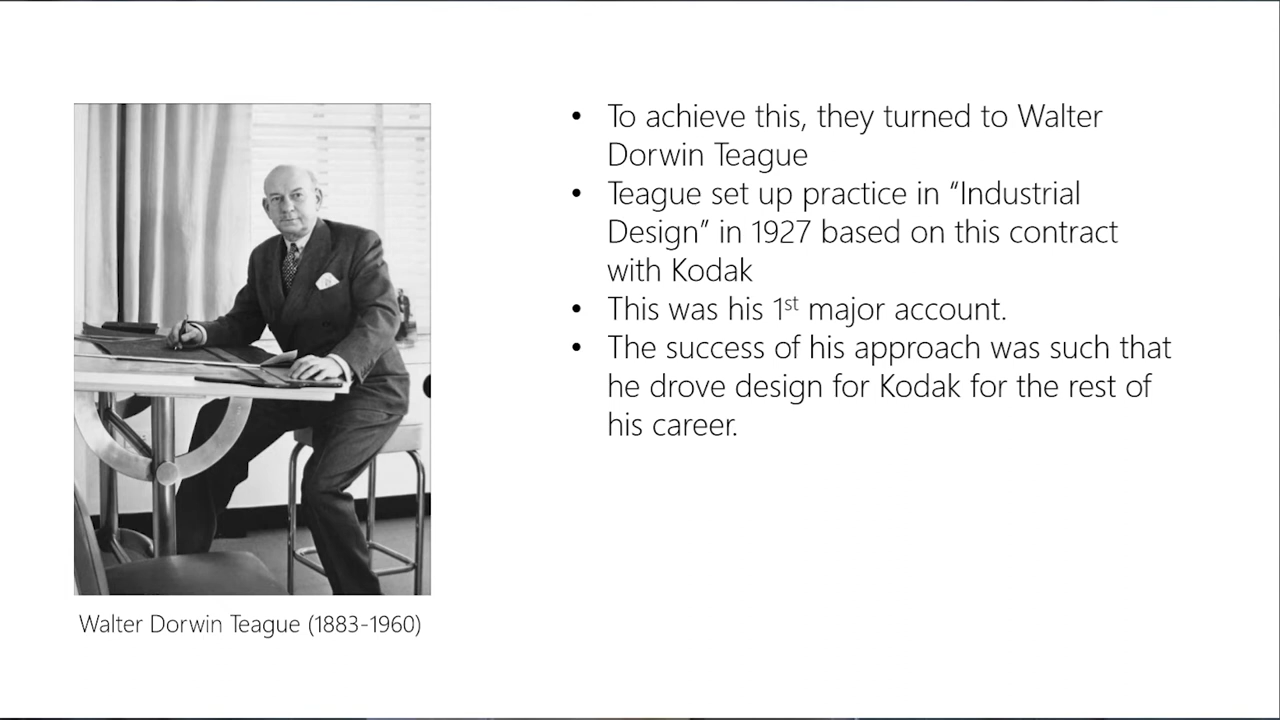 • To achieve this, they turned to Walter
Dorwin Teague
• Teague set up practice in “Industrial
Design” in 1927 based on this contract
with Kodak
• This was his 1st major account.
• The success of his approach was such that
he drove design for Kodak for the rest of
his career.
Walter Dorwin Teague (1883-1960)